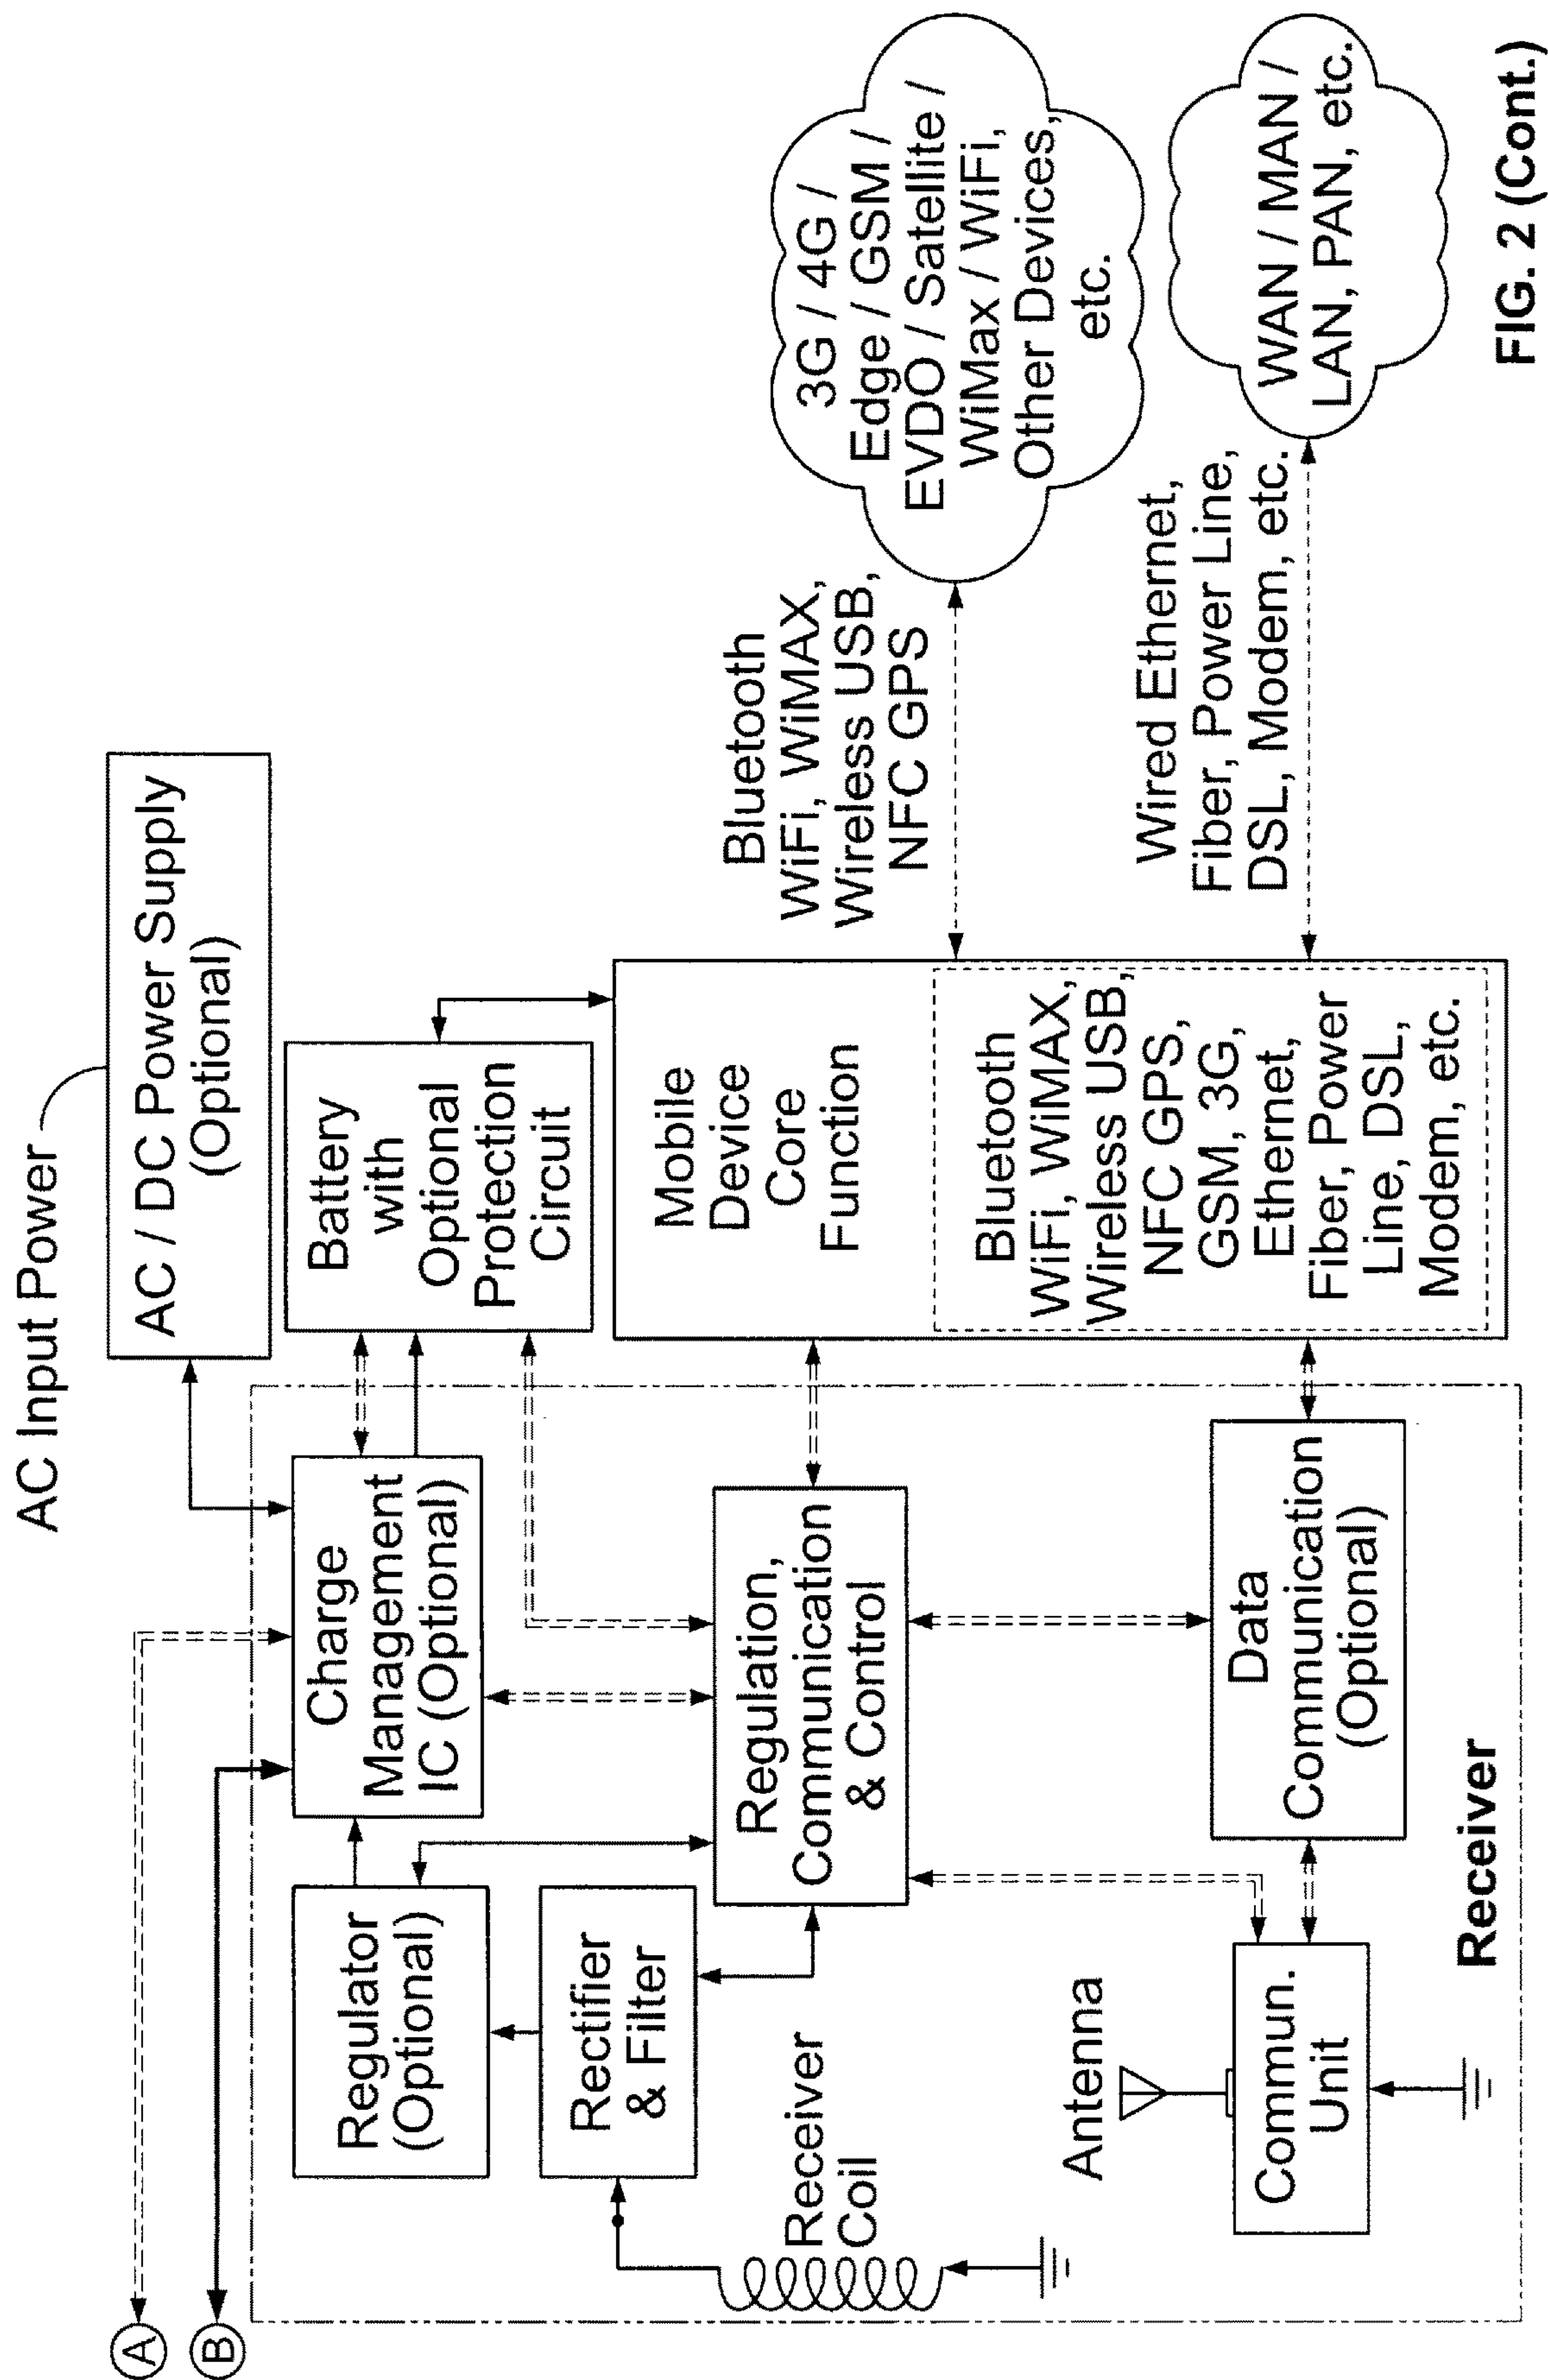 AC Input Power
AC / DC Power Supply
(Optional)
A
B
Charge
Management
IC (Optional)
Battery
with
Optional
Protection
Circuit
Regulator
(Optional)
Rectifier
& Filter
Receiver
Coil
Regulation,
Communication
& Control
Mobile
Device
Core
Function
Bluetooth
WiFi, WiMAX,
Wireless USB,
NFC GPS,
GSM, 3G,
Ethernet,
Fiber, Power
Line, DSL,
Modem, etc.
Bluetooth
WiFi, WiMAX,
Wireless USB,
NFC GPS
3G / 4G /
Edge / GSM /
EVDO / Satellite /
WiMax / WiFi,
Other Devices,
etc.
Wired Ethernet,
Fiber, Power Line,
DSL, Modem, etc.
WAN / MAN /
LAN, PAN, etc.
Antenna
Commun.
Unit
Data
Communication
(Optional)
Receiver
FIG. 2 (Cont.)